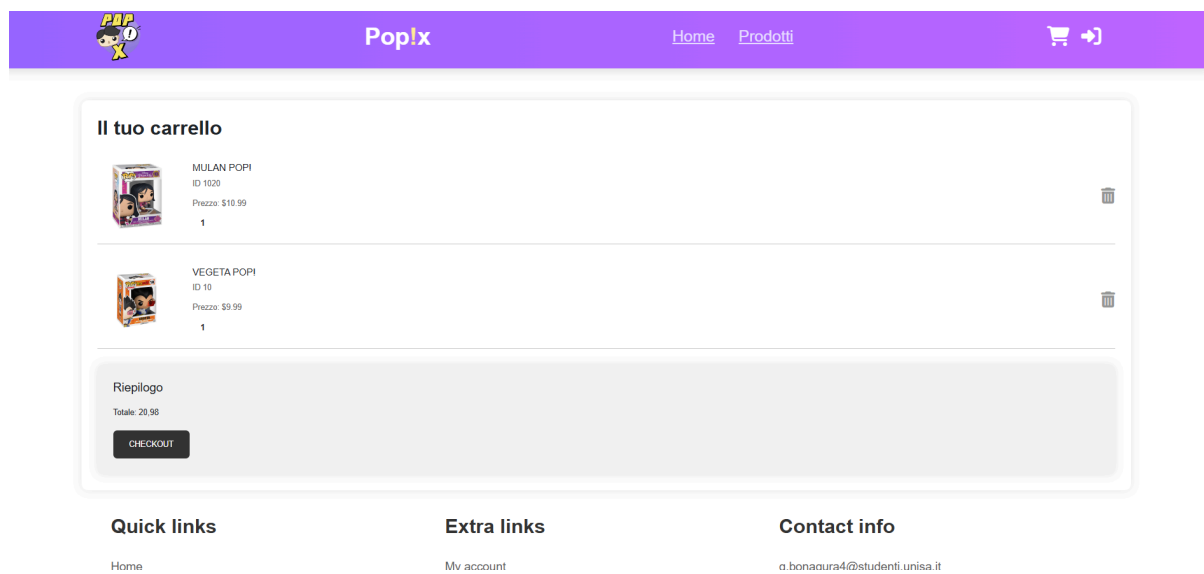 POP
!
X
Pop!x
Home
Prodotti
Il tuo carrello
MULAN POP!
ID 1020
Prezzo: $10.99
1
VEGETA POP!
ID 10
Prezzo: $9.99
1
Riepilogo
Totale: 20,98
CHECKOUT
Quick links
Extra links
Contact info
Home
My account
g.bonagura4@studenti.unisa.it